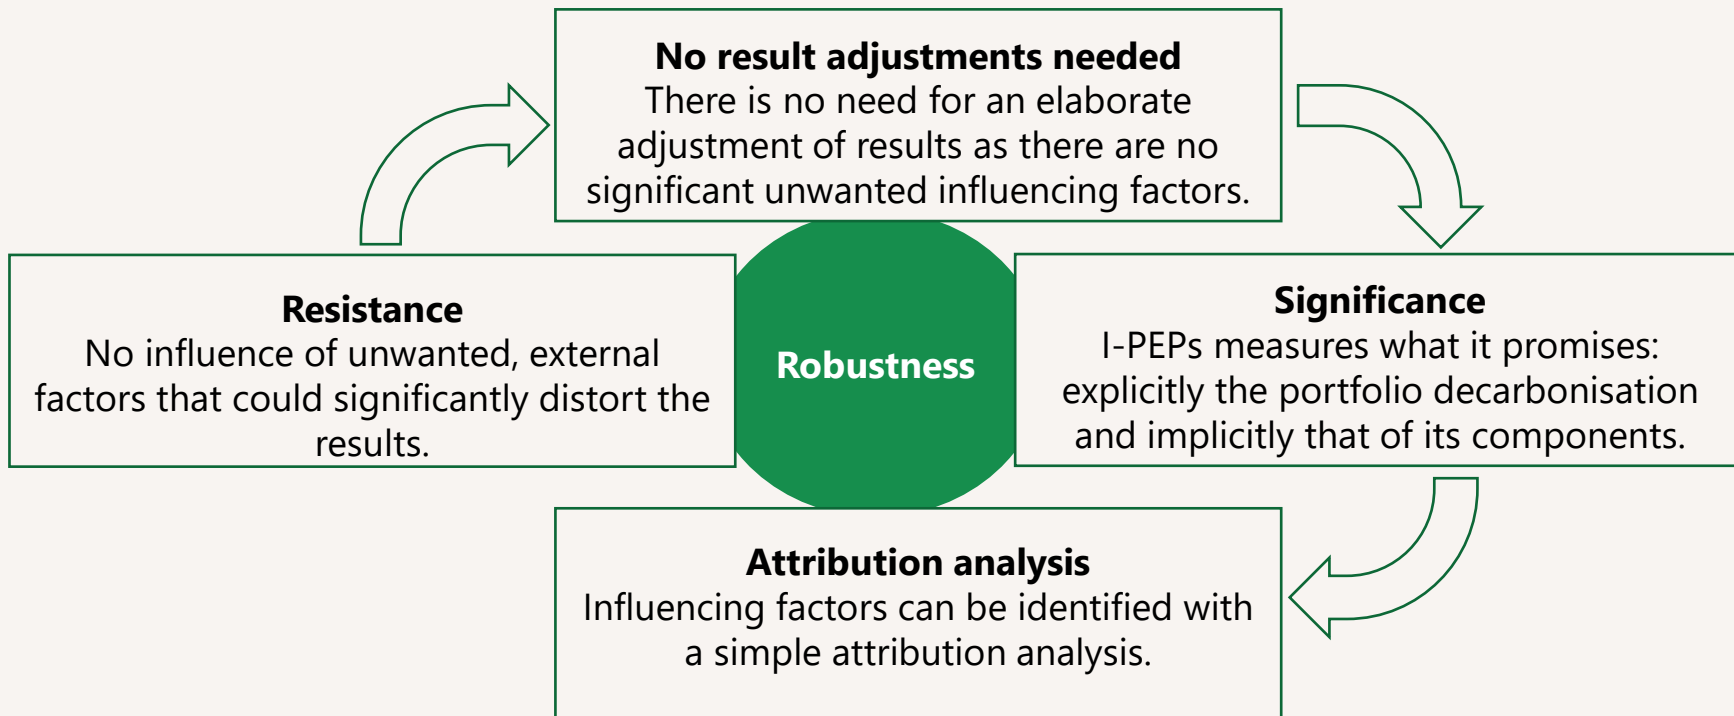 No result adjustments needed
There is no need for an elaborate
adjustment of results as there are no
significant unwanted influencing factors.
Resistance
No influence of unwanted, external
factors that could significantly distort the
results.
Robustness
Significance
I-PEPs measures what it promises:
explicitly the portfolio decarbonisation
and implicitly that of its components.
Attribution analysis
Influencing factors can be identified with
a simple attribution analysis.